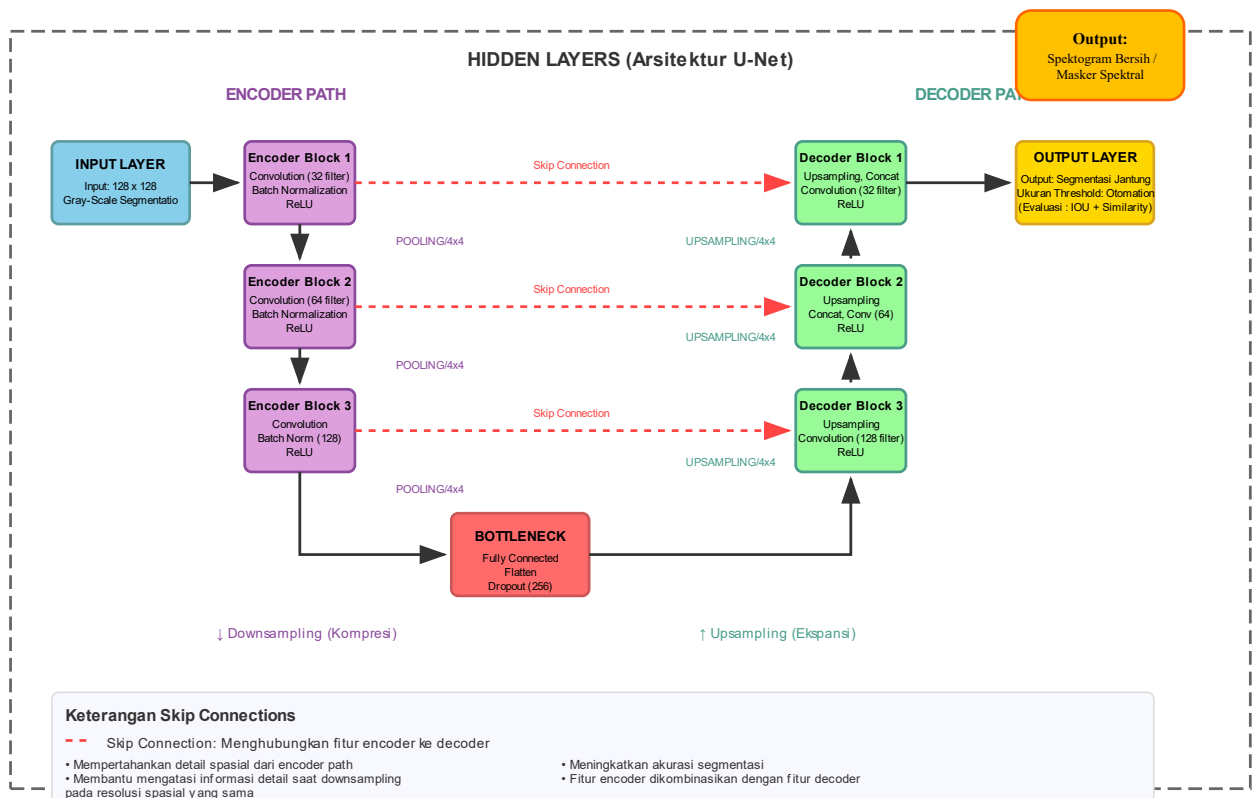 Output:
Spektogram Bersih /
Masker Spektral
HIDDEN LAYERS (Arsitektur U-Net)
ENCODER PATH
DECODER PAT
INPUT LAYER
Input: 128 x 128
Gray-Scale Segmentatio
Encoder Block 1
Convolution (32 filter)
Batch Normalization
ReLU
Skip Connection
Decoder Block 1
Upsampling, Concat
Convolution (32 filter)
ReLU
OUTPUT LAYER
Output: Segmentasi Jantung
Ukuran Threshold: Otomation
(Evaluasi : IOU + Similarity)
POOLING/4x4
UPSAMPLING/4x4
Encoder Block 2
Convolution (64 filter)
Batch Normalization
ReLU
Skip Connection
Decoder Block 2
Upsampling
Concat, Conv (64)
ReLU
UPSAMPLING/4x4
POOLING/4x4
Encoder Block 3
Convolution
Batch Norm (128)
ReLU
Skip Connection
Decoder Block 3
Upsampling
Convolution (128 filter)
ReLU
UPSAMPLING/4x4
POOLING/4x4
BOTTLENECK
Fully Connected
Flatten
Dropout (256)
↓ Downsampling (Kompresi)
↑ Upsampling (Ekspansi)
Keterangan Skip Connections
Skip Connection: Menghubungkan fitur encoder ke decoder
• Mempertahankan detail spasial dari encoder path
• Membantu mengatasi informasi detail saat downsampling
pada resolusi spasial yang sama
• Meningkatkan akurasi segmentasi
• Fitur encoder dikombinasikan dengan fitur decoder